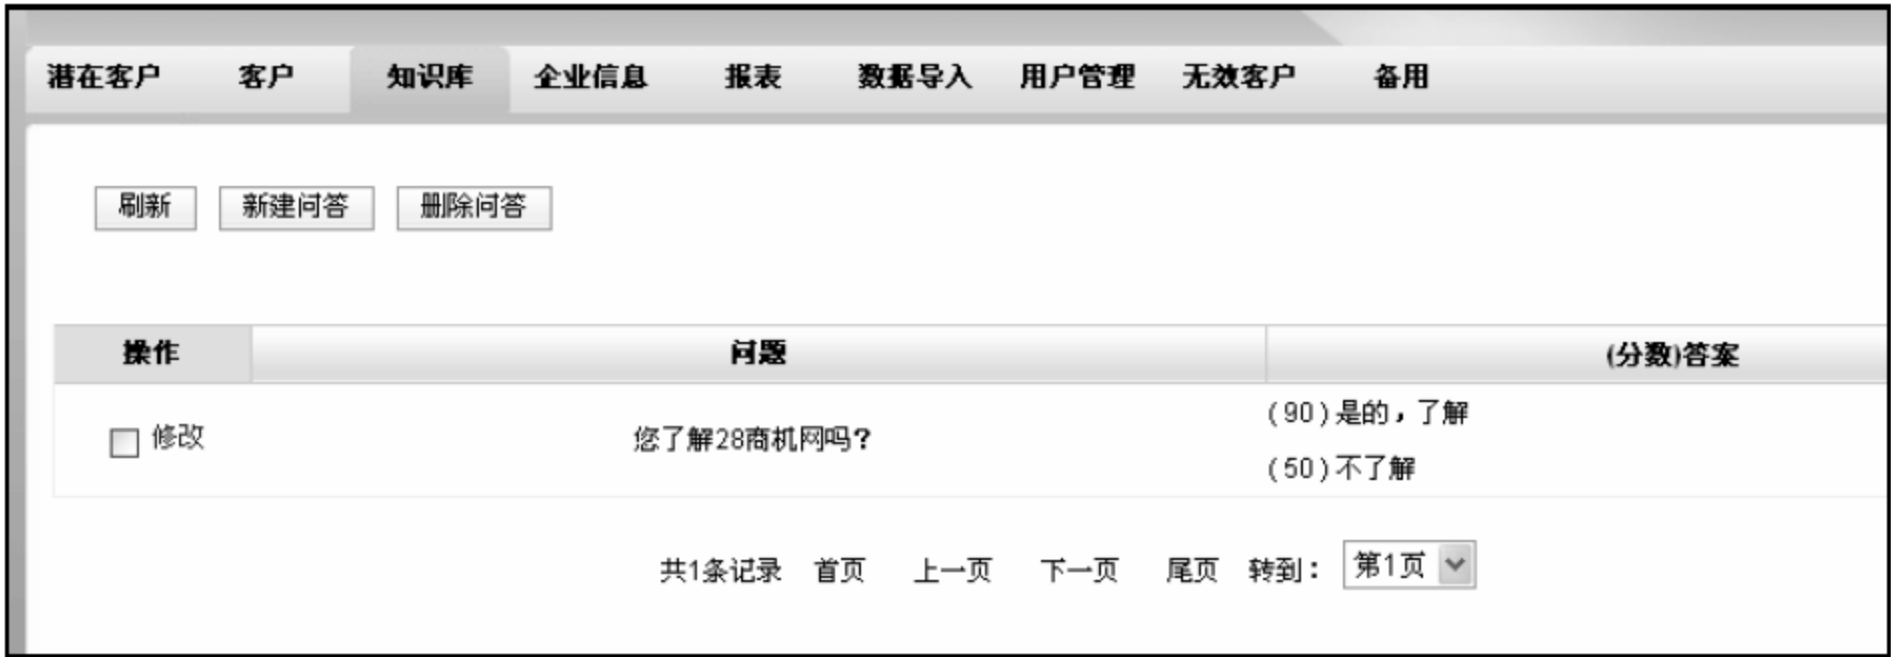 潜在客户 客户 知识库 企业信息 报表 数据导入 用户管理 无效客户 备用
刷新 新建问答 删除问答
操作 问题 (分数)答案
(90)是的，了解
修改 您了解28商机网吗？
(50)不了解
共1条记录 首页 上一页 下一页 尾页 转到： 第1页